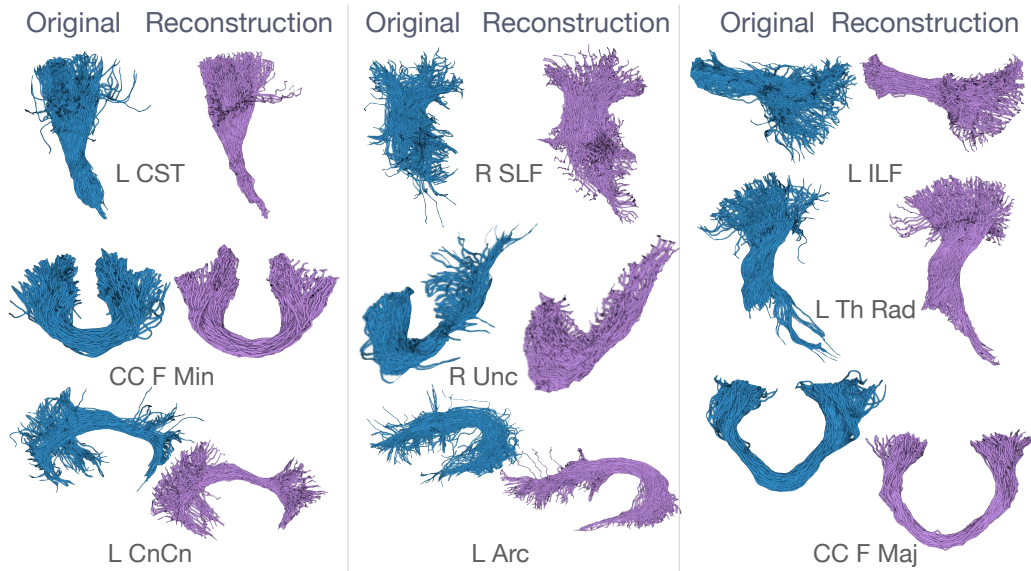 Original Reconstruction
L CST
CC F Min
L CnCn
Original Reconstruction
R SLF
R Unc
L Arc
Original Reconstruction
L ILF
L Th Rad
CC F Maj